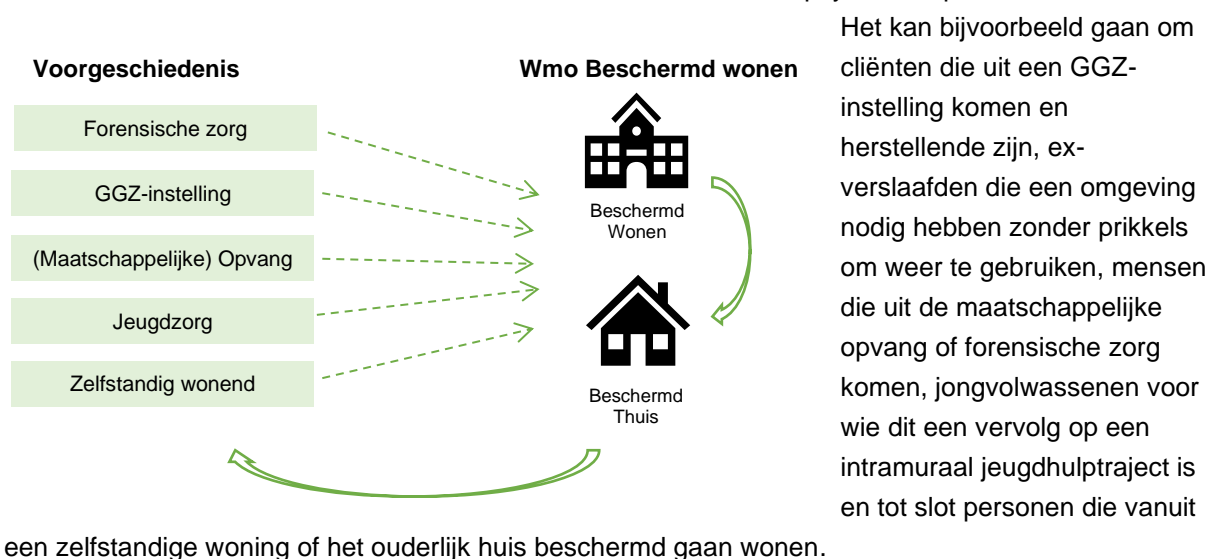 Voorgeschiedenis
Forensische zorg
GGZ-instelling
(Maatschappelijke) Opvang
Jeugdzorg
Zelfstandig wonend
Wmo Beschermd wonen
Beschermd
Wonen
Beschermd
Thuis
Het kan bijvoorbeeld gaan om
cliënten die uit een GGZ-
instelling komen en
herstellende zijn, ex-
verslaafden die een omgeving
nodig hebben zonder prikkels
om weer te gebruiken, mensen
die uit de maatschappelijke
opvang of forensische zorg
komen, jongvolwassenen voor
wie dit een vervolg op een
intramuraal jeugdhulptraject is
en tot slot personen die vanuit
een zelfstandige woning of het ouderlijk huis beschermd gaan wonen.